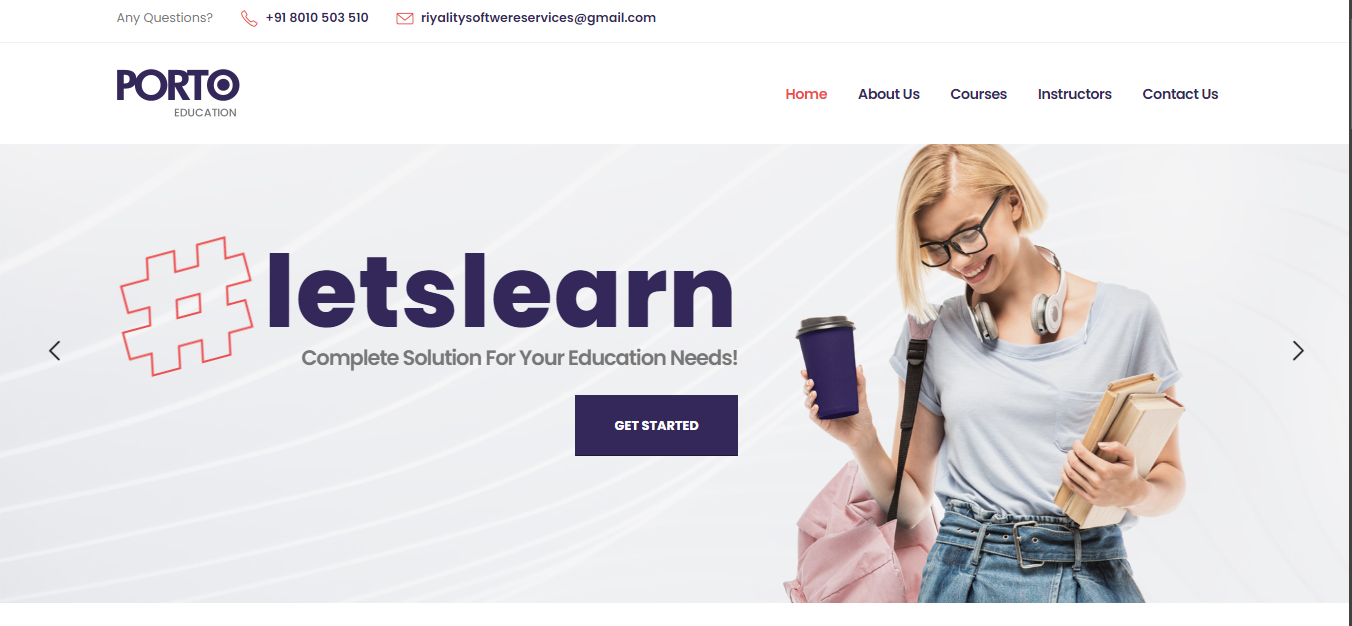 Any Questions? +91 8010 503 510 riyalitysoftwereservices@gmail.com
PORTO
EDUCATION
Home About Us Courses Instructors Contact Us
#letslearn
Complete Solution For Your Education Needs!
GET STARTED